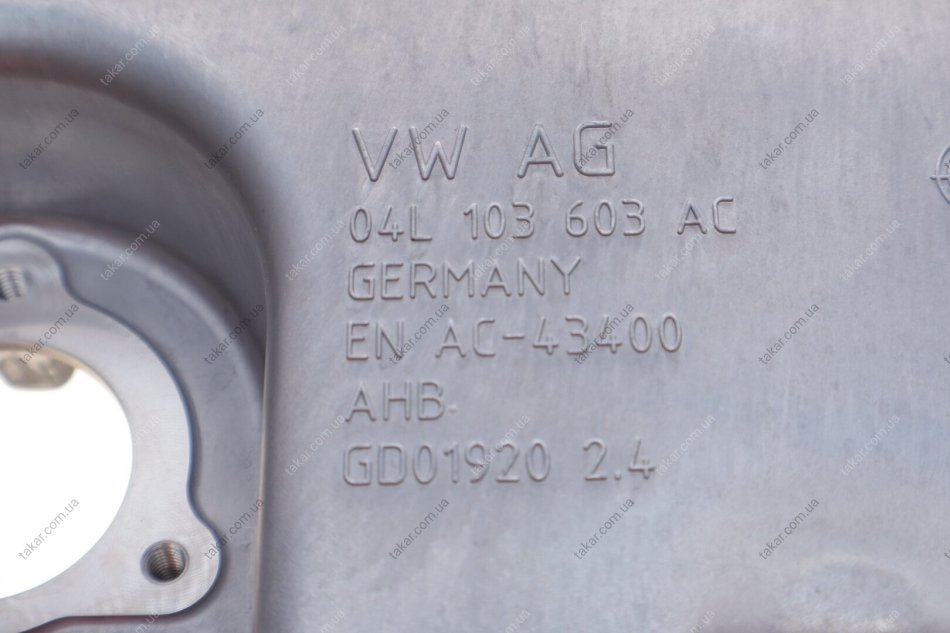 VW AG
04L 103 603 AC
GERMANY
EN AC-43400
AHB.
GD01920 2.4
takar.com.ua